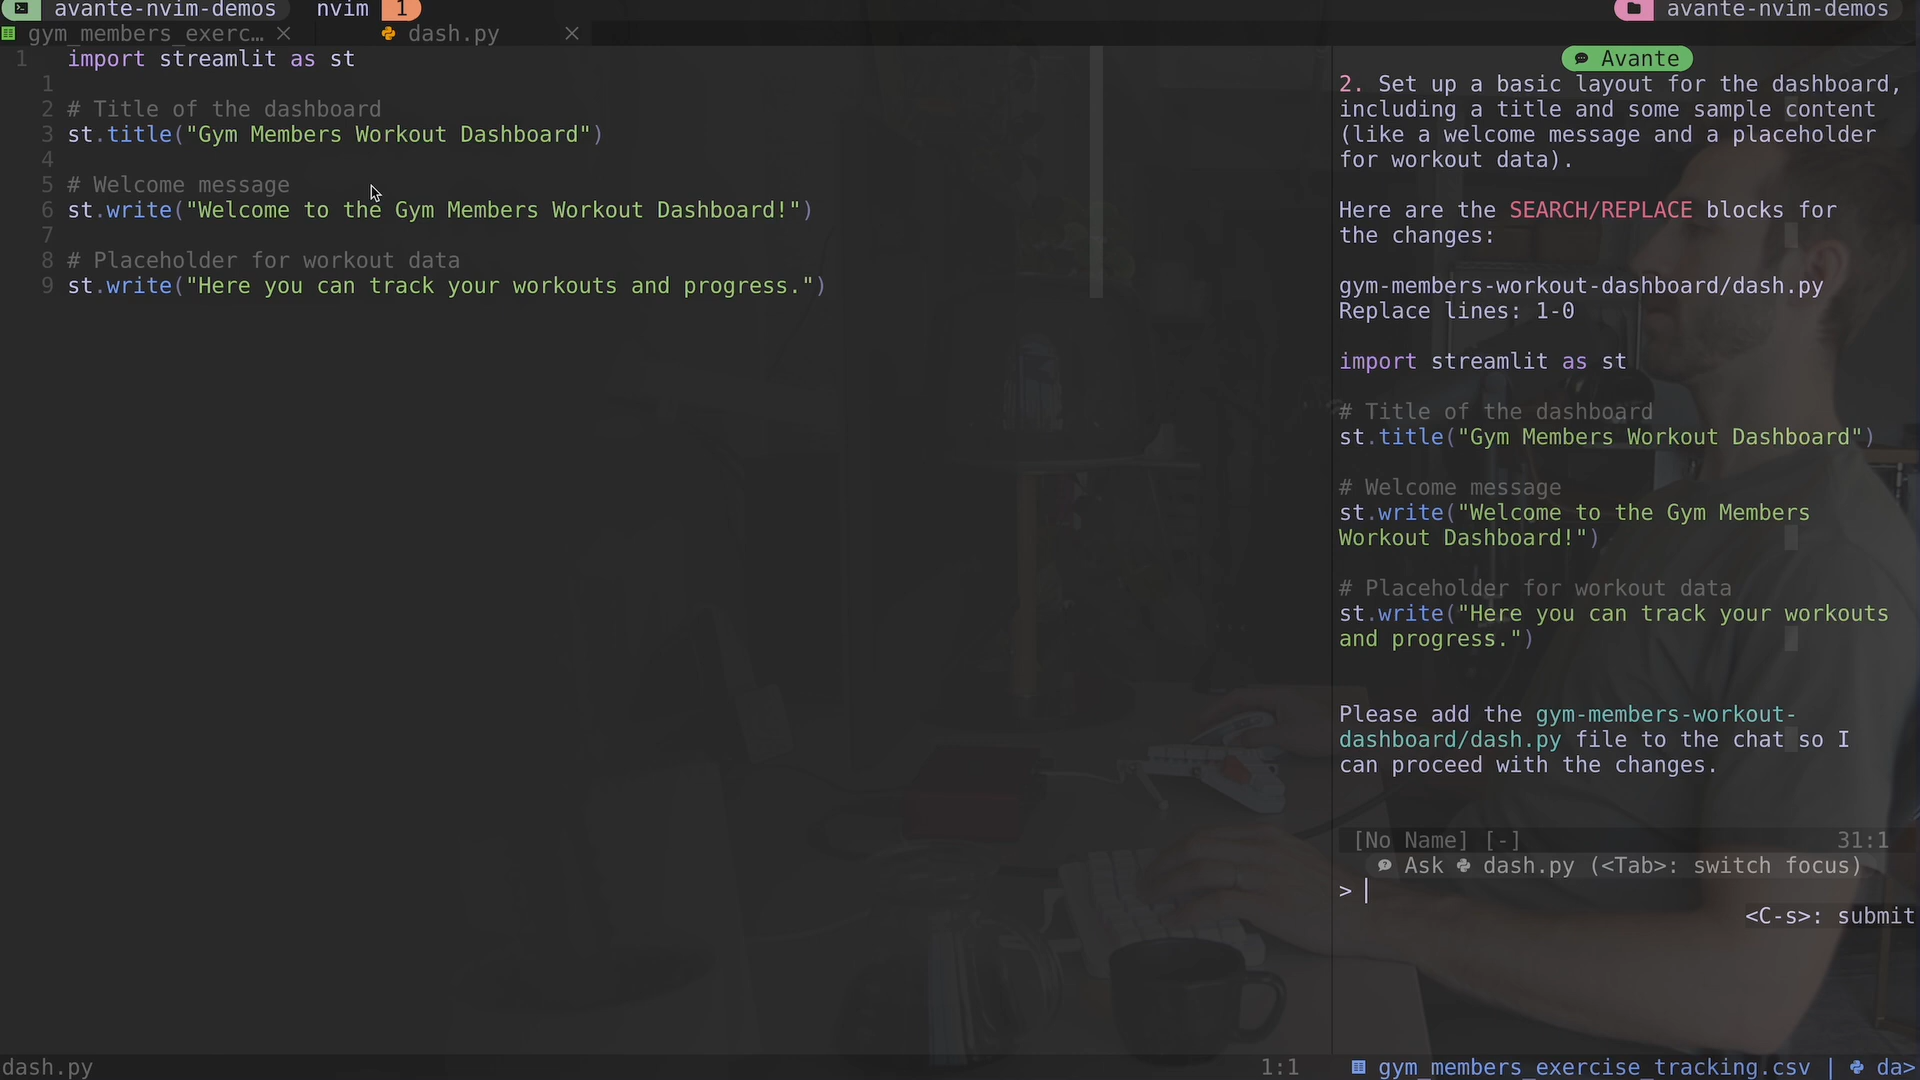 avante-nvim-demos nvim 1 avante-nvim-demos
gym_members_exerc… × dash.py ×
1 import streamlit as st
1
2 # Title of the dashboard
3 st.title("Gym Members Workout Dashboard")
4
5 # Welcome message
6 st.write("Welcome to the Gym Members Workout Dashboard!")
7
8 # Placeholder for workout data
9 st.write("Here you can track your workouts and progress.")
Avante
2. Set up a basic layout for the dashboard,
including a title and some sample content
(like a welcome message and a placeholder
for workout data).
Here are the SEARCH/REPLACE blocks for
the changes:
gym-members-workout-dashboard/dash.py
Replace lines: 1-0
import streamlit as st
# Title of the dashboard
st.title("Gym Members Workout Dashboard")
# Welcome message
st.write("Welcome to the Gym Members
Workout Dashboard!")
# Placeholder for workout data
st.write("Here you can track your workouts
and progress.")
Please add the gym-members-workout-
dashboard/dash.py file to the chat so I
can proceed with the changes.
[No Name] [-] 31:1
Ask dash.py (<Tab>: switch focus)
>
<C-s>: submit
dash.py 1:1 gym_members_exercise_tracking.csv | da>